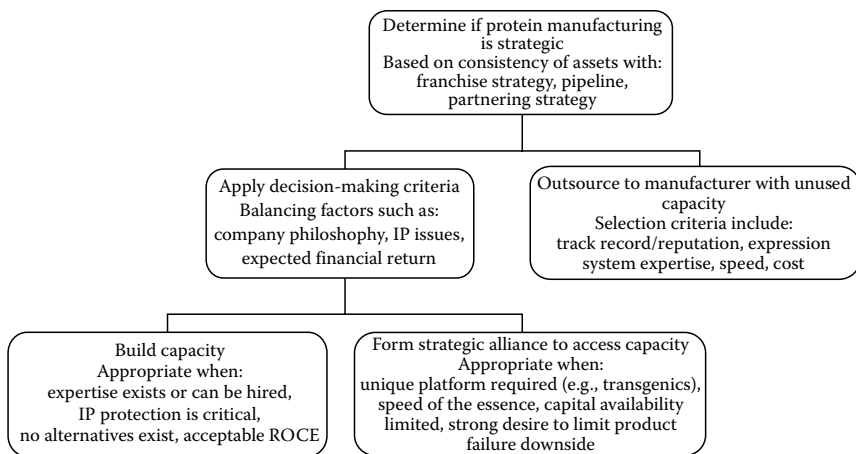 Determine if protein manufacturing
is strategic
Based on consistency of assets with:
franchise strategy, pipeline,
partnering strategy
Apply decision-making criteria
Balancing factors such as:
company philoshophy, IP issues,
expected financial return
Outsource to manufacturer with unused
capacity
Selection criteria include:
track record/reputation, expression
system expertise, speed, cost
Build capacity
Appropriate when:
expertise exists or can be hired,
IP protection is critical,
no alternatives exist, acceptable ROCE
Form strategic alliance to access capacity
Appropriate when:
unique platform required (e.g., transgenics),
speed of the essence, capital availability
limited, strong desire to limit product
failure downside